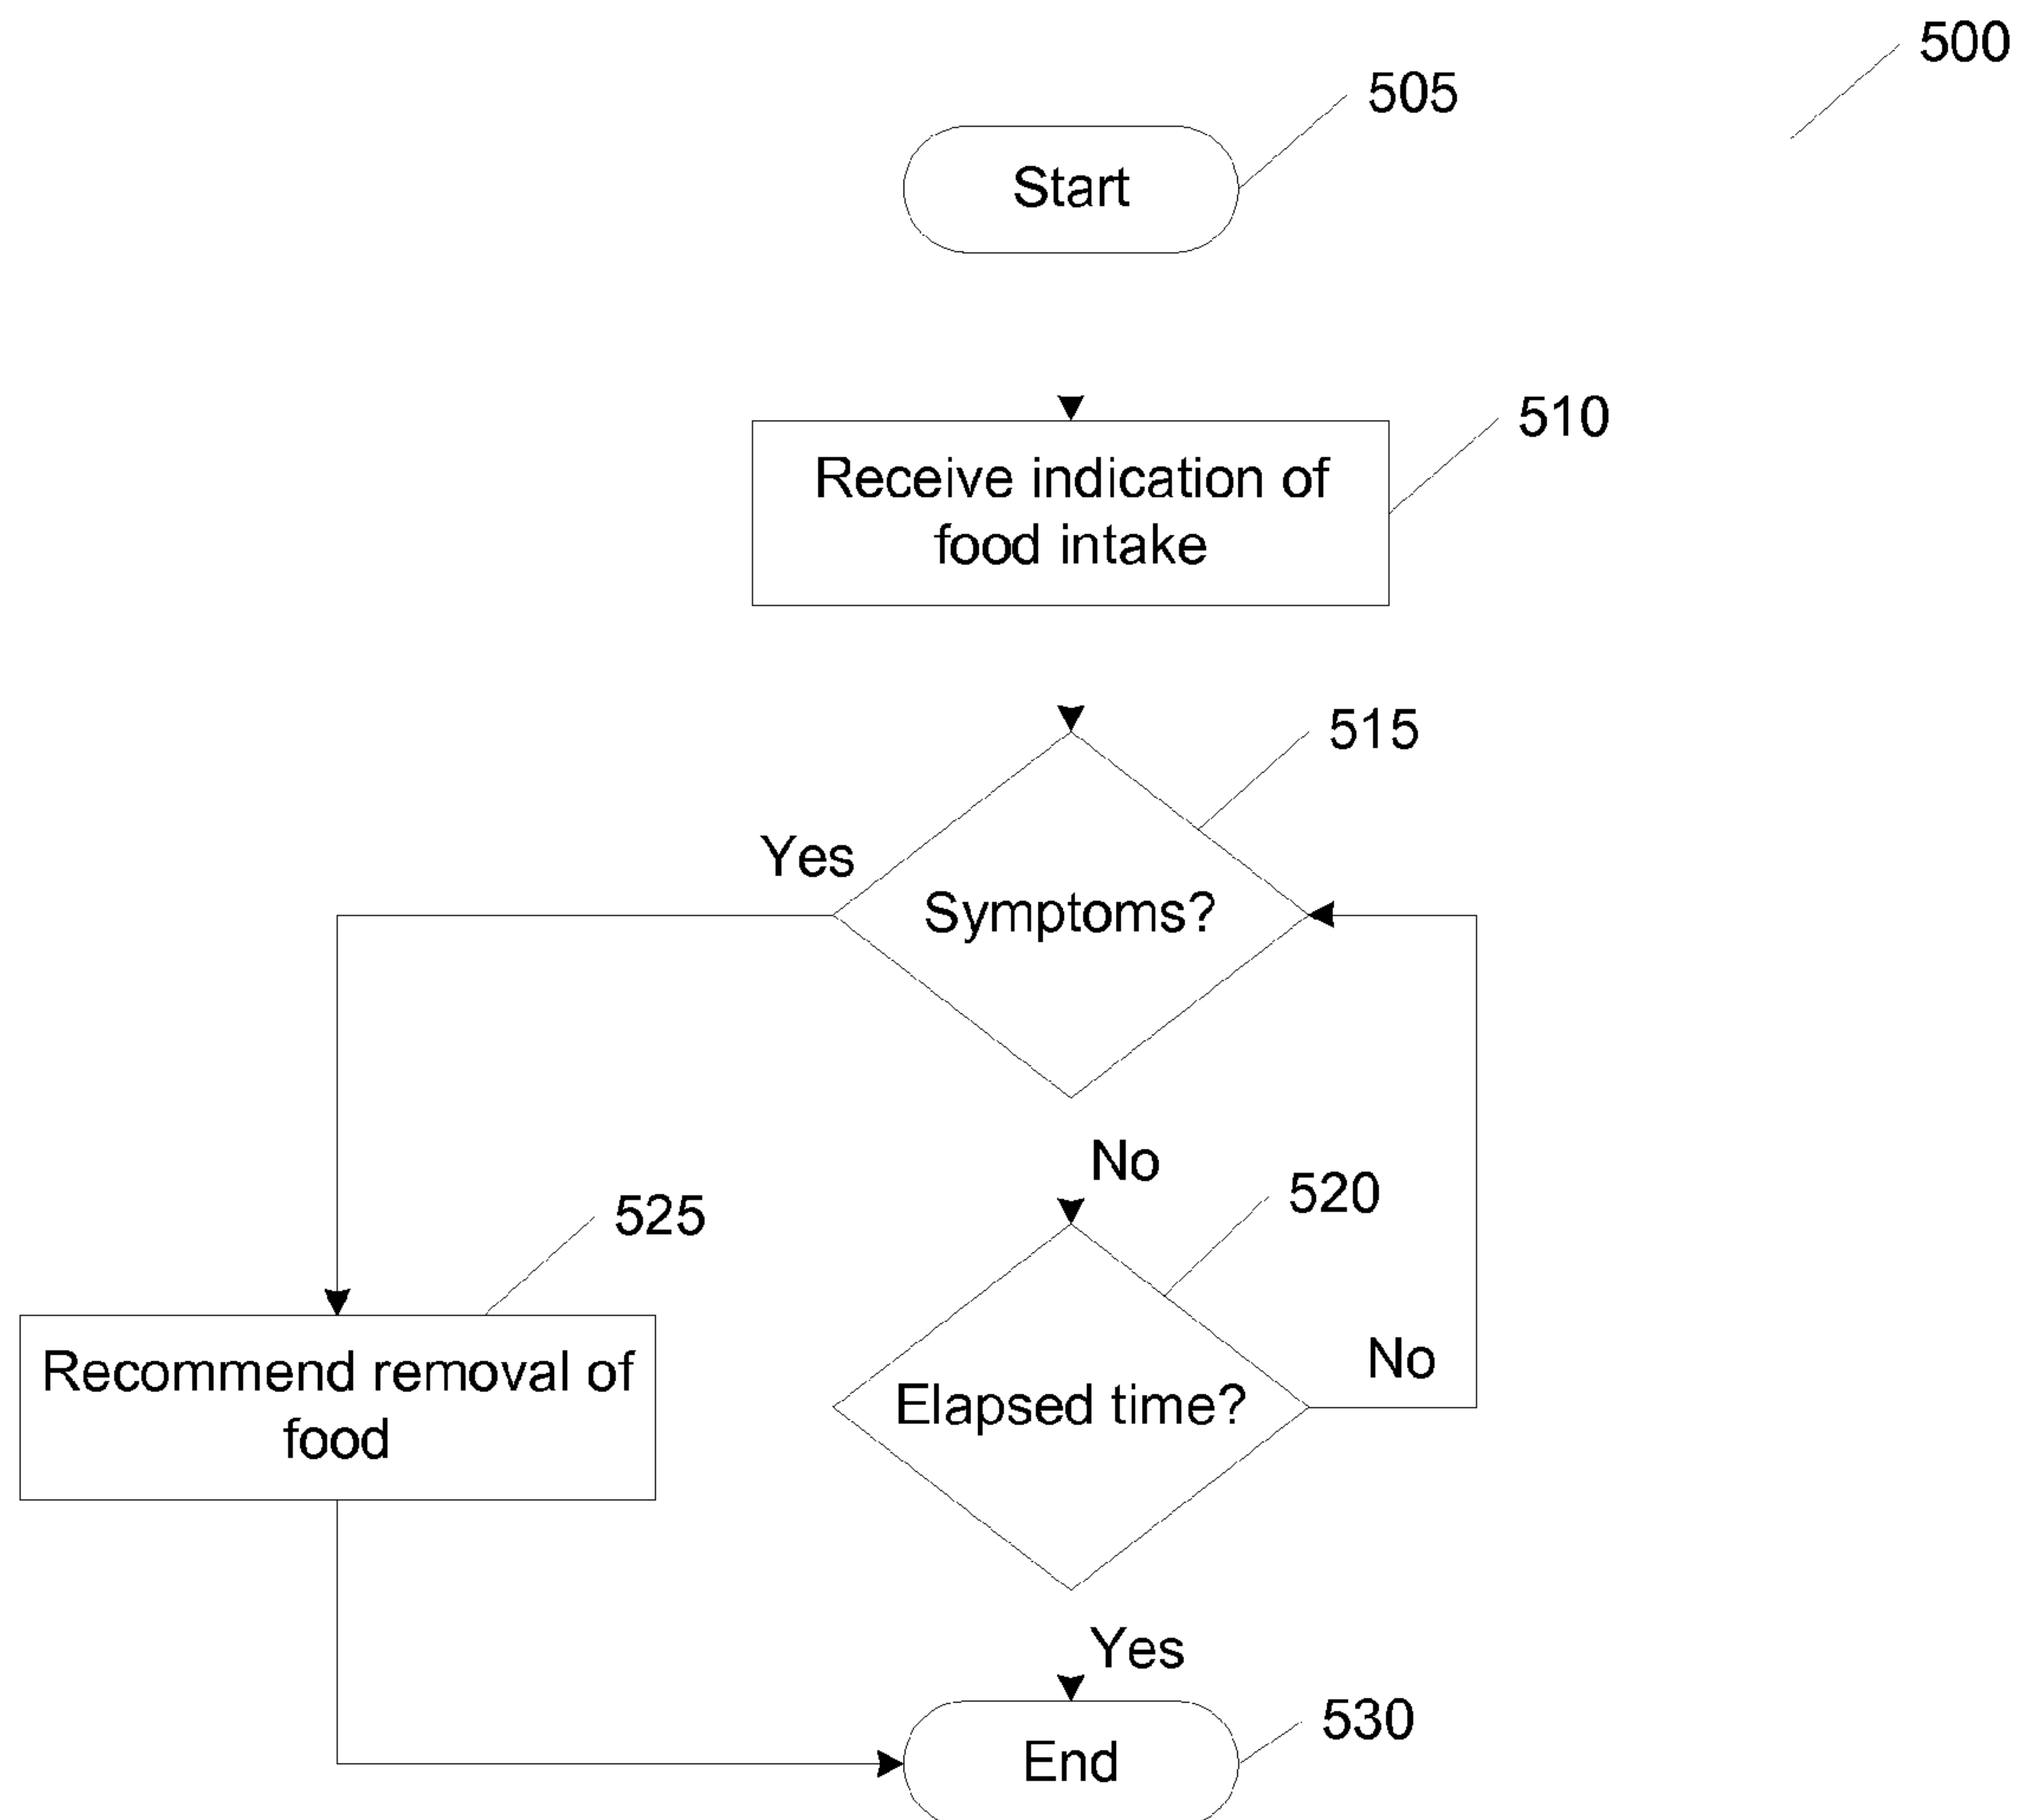 500
505
Start
510
Receive indication of
food intake
515
Yes
Symptoms?
No
520
525
Recommend removal of
food
Elapsed time?
No
Yes
530
End